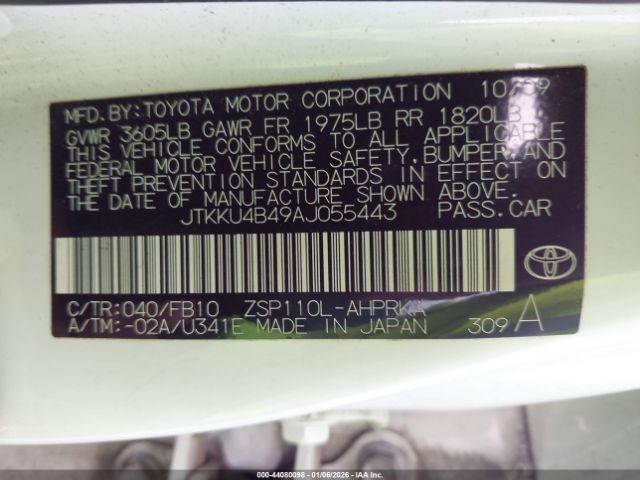 MFD.BY:TOYOTA MOTOR CORPORATION 10/09
GVWR 3605LB GAWR FR 1975LB RR 1820LB
THIS VEHICLE CONFORMS TO ALL APPLICABLE
FEDERAL MOTOR VEHICLE SAFETY,BUMPER,AND
THEFT PREVENTION STANDARDS IN EFFECT ON
THE DATE OF MANUFACTURE SHOWN ABOVE.
JTKKU4B49AJ055443 PASS.CAR
TOYOTA
C/TR:040/FB10 ZSP110L-AHPRKA
A/TM:-02A/U341E MADE IN JAPAN 309 A
000-44080098 - 01/06/2026 - IAA Inc.